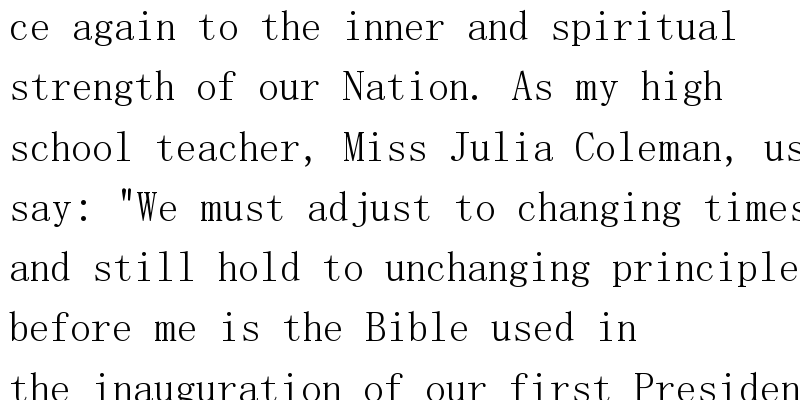 ce again to the inner and spiritual
strength of our Nation. As my high
school teacher, Miss Julia Coleman, us
say: "We must adjust to changing times
and still hold to unchanging principle
before me is the Bible used in
the inauguration of our first Presiden